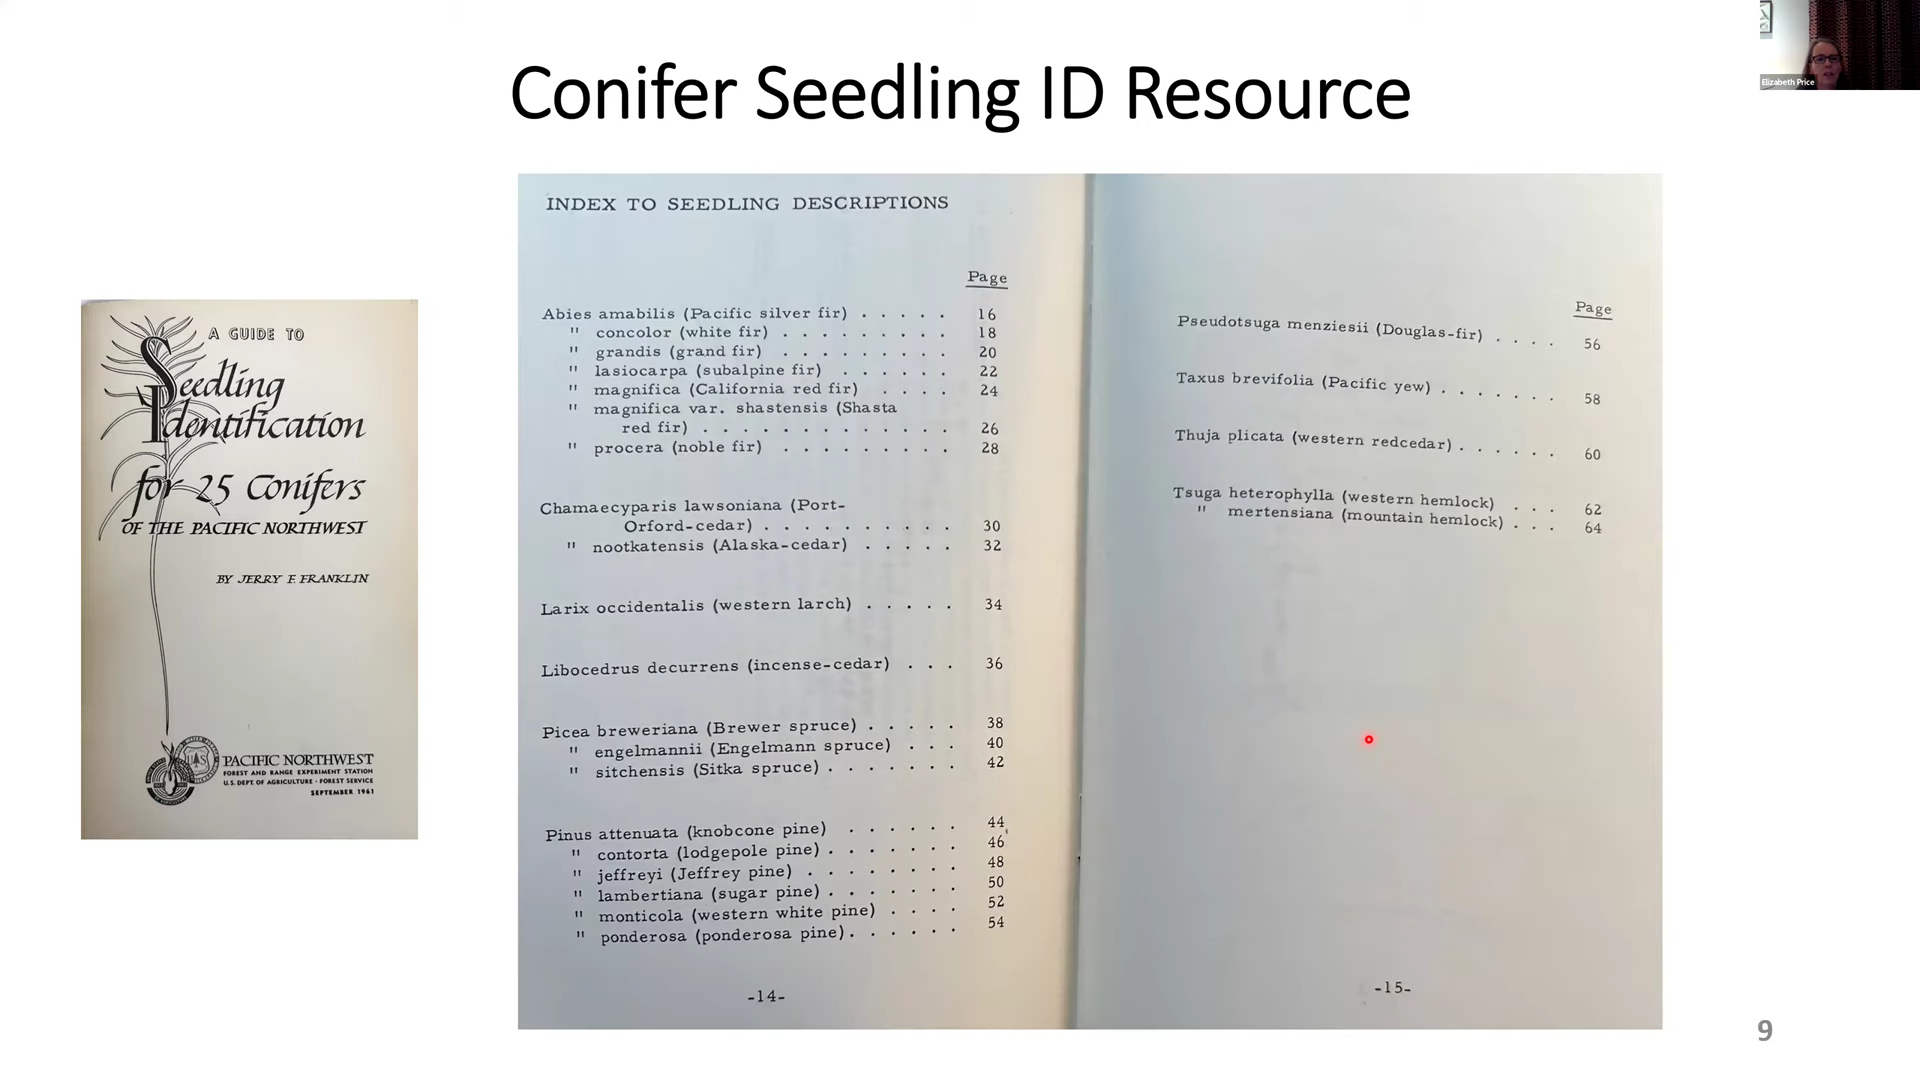 Conifer Seedling ID Resource
Elizabeth Price
A GUIDE TO
Seedling
Identification
for 25 Conifers
OF THE PACIFIC NORTHWEST
BY JERRY F. FRANKLIN
U S
PACIFIC NORTHWEST
FOREST AND RANGE EXPERIMENT STATION
U.S. DEPT. OF AGRICULTURE • FOREST SERVICE
SEPTEMBER 1961
INDEX TO SEEDLING DESCRIPTIONS
Page
Abies amabilis (Pacific silver fir) . . . . . 16
" concolor (white fir) . . . . . . . . . 18
" grandis (grand fir) . . . . . . . . . 20
" lasiocarpa (subalpine fir) . . . . . . 22
" magnifica (California red fir) . . . . 24
" magnifica var. shastensis (Shasta
red fir) . . . . . . . . . . . . . 26
" procera (noble fir) . . . . . . . . . 28
Chamaecyparis lawsoniana (Port-
Orford-cedar) . . . . . . . . . . 30
" nootkatensis (Alaska-cedar) . . . . . 32
Larix occidentalis (western larch) . . . . . 34
Libocedrus decurrens (incense-cedar) . . . 36
Picea breweriana (Brewer spruce) . . . . . 38
" engelmannii (Engelmann spruce) . . . 40
" sitchensis (Sitka spruce) . . . . . . . 42
Pinus attenuata (knobcone pine) . . . . . . 44
" contorta (lodgepole pine) . . . . . . . 46
" jeffreyi (Jeffrey pine) . . . . . . . . 48
" lambertiana (sugar pine) . . . . . . . 50
" monticola (western white pine) . . . . 52
" ponderosa (ponderosa pine) . . . . . . 54
-14-
Page
Pseudotsuga menziesii (Douglas-fir) . . . . 56
Taxus brevifolia (Pacific yew) . . . . . . . 58
Thuja plicata (western redcedar) . . . . . . 60
Tsuga heterophylla (western hemlock) . . . 62
" mertensiana (mountain hemlock) . . . 64
-15-
9